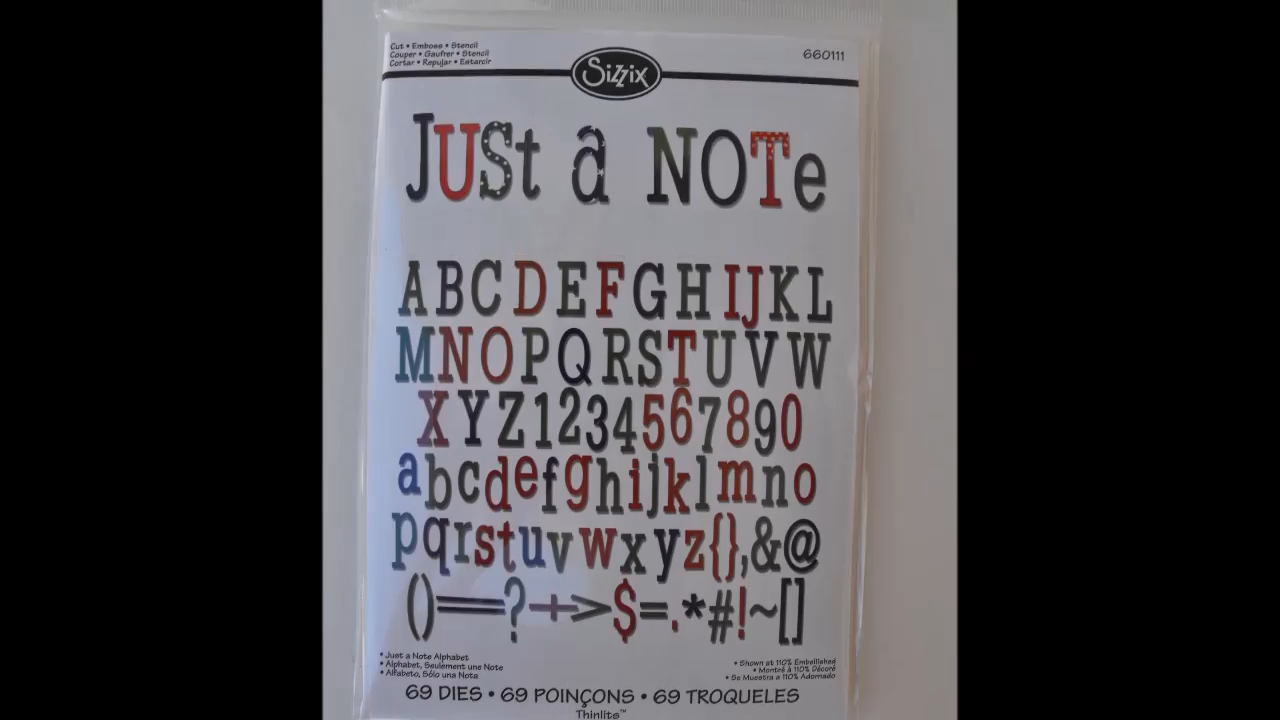 Cut • Emboss • Stencil
Couper • Gaufrer • Stencil
Cortar • Repujar • Estarcir
Sizzix
660111
JUSt a NOTe
ABCDEFGHIJKL
MNOPQRSTUVW
XYZ1234567890
abcdefghijklmno
pqrstuvwxyz{},&@
()══?+>$=.*#!~[]
• Just a Note Alphabet
• Alphabet, Seulement une Note
• Alfabeto, Sólo una Nota
• Shown at 110% Embellished
• Montré à 110% Décoré
• Se Muestra a 110% Adornado
69 DIES • 69 POINÇONS • 69 TROQUELES
Thinlits™